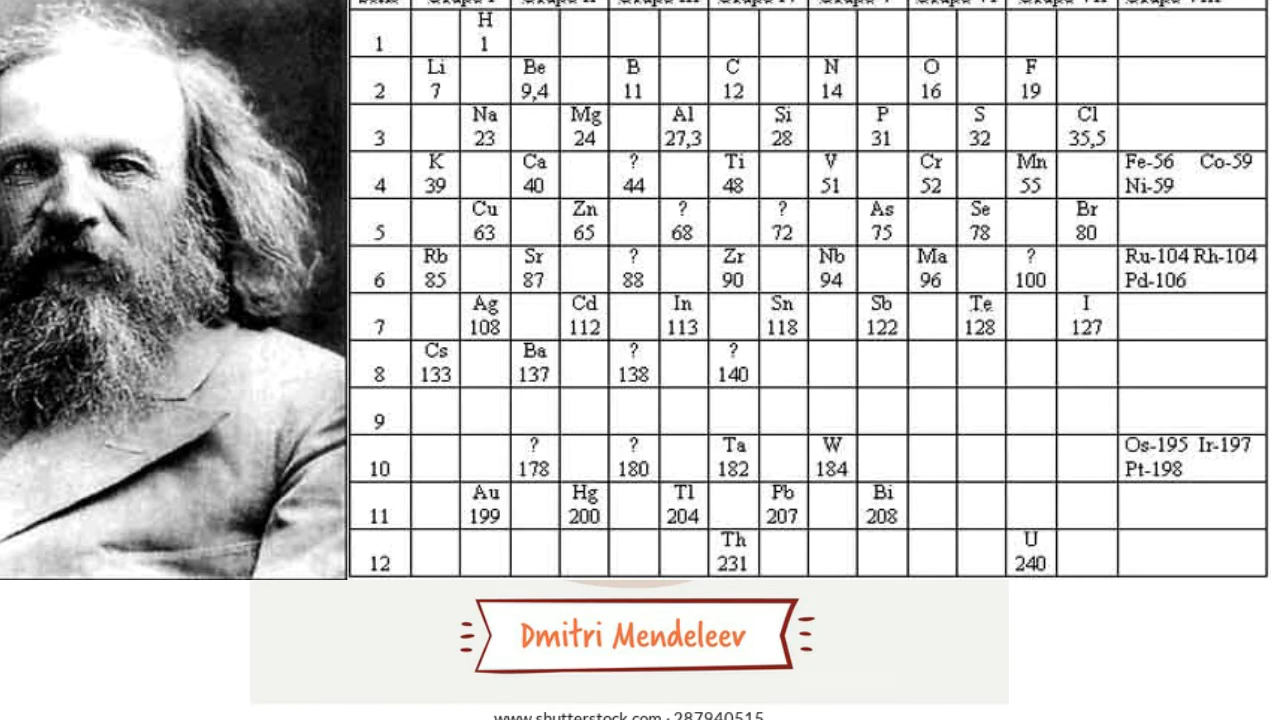 H
1 1
Li Be B C N O F
2 7 9,4 11 12 14 16 19
Na Mg Al Si P S Cl
3 23 24 27,3 28 31 32 35,5
K Ca ? Ti V Cr Mn Fe-56 Co-59
4 39 40 44 48 51 52 55 Ni-59
Cu Zn ? ? As Se Br
5 63 65 68 72 75 78 80
Rb Sr ? Zr Nb Ma ? Ru-104 Rh-104
6 85 87 88 90 94 96 100 Pd-106
Ag Cd In Sn Sb Te I
7 108 112 113 118 122 128 127
Cs Ba ? ?
8 133 137 138 140
9
? ? Ta W Os-195 Ir-197
10 178 180 182 184 Pt-198
Au Hg Tl Pb Bi
11 199 200 204 207 208
Th U
12 231 240
Dmitri Mendeleev
www.shutterstock.com · 287940515